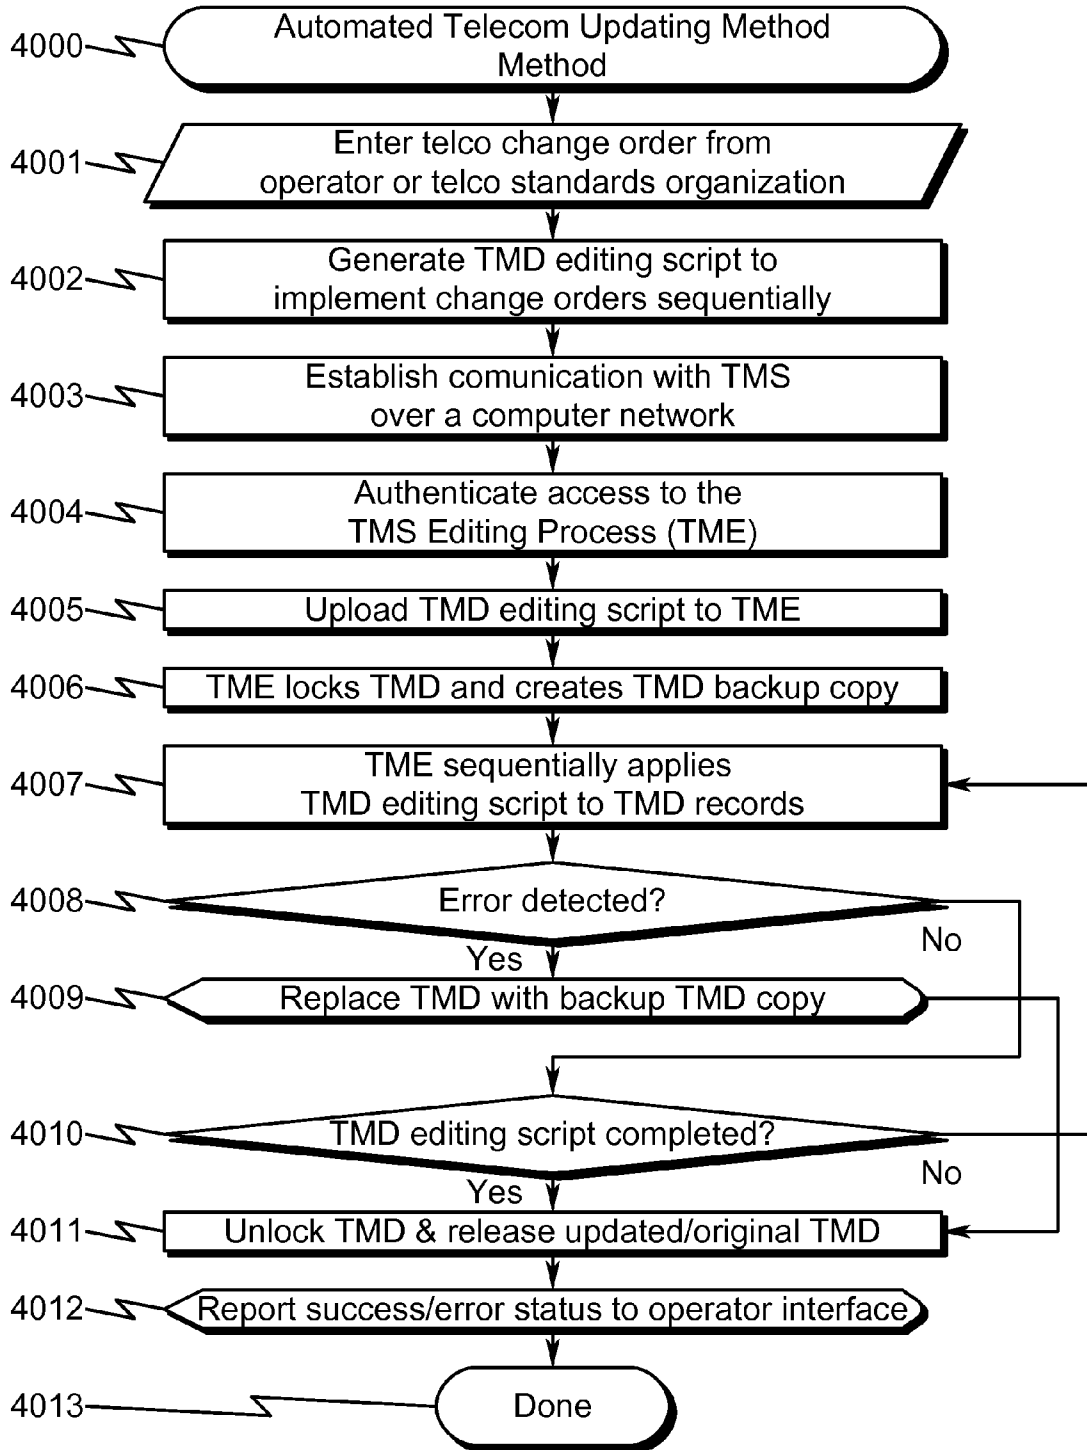 4000
Automated Telecom Updating Method
Method
4001
Enter telco change order from
operator or telco standards organization
4002
Generate TMD editing script to
implement change orders sequentially
4003
Establish comunication with TMS
over a computer network
4004
Authenticate access to the
TMS Editing Process (TME)
4005
Upload TMD editing script to TME
4006
TME locks TMD and creates TMD backup copy
4007
TME sequentially applies
TMD editing script to TMD records
4008
Error detected?
No
Yes
4009
Replace TMD with backup TMD copy
4010
TMD editing script completed?
No
Yes
4011
Unlock TMD & release updated/original TMD
4012
Report success/error status to operator interface
4013
Done